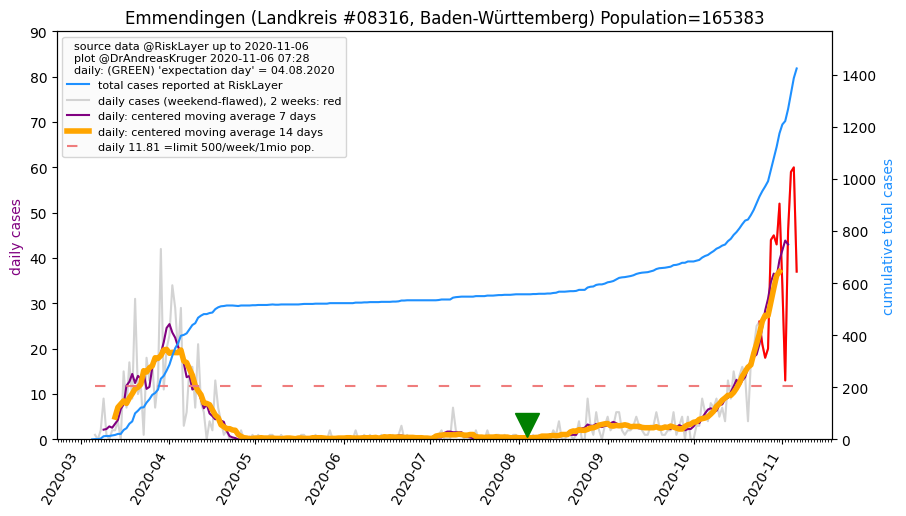 Emmendingen (Landkreis #08316, Baden-Württemberg) Population=165383
source data @RiskLayer up to 2020-11-06
plot @DrAndreasKruger 2020-11-06 07:28
daily: (GREEN) 'expectation day' = 04.08.2020
total cases reported at RiskLayer
daily cases (weekend-flawed), 2 weeks: red
daily: centered moving average 7 days
daily: centered moving average 14 days
daily 11.81 =limit 500/week/1mio pop.
daily cases
90
80
70
60
50
40
30
20
10
0
cumulative total cases
1400
1200
1000
800
600
400
200
0
2020-03
2020-04
2020-05
2020-06
2020-07
2020-08
2020-09
2020-10
2020-11